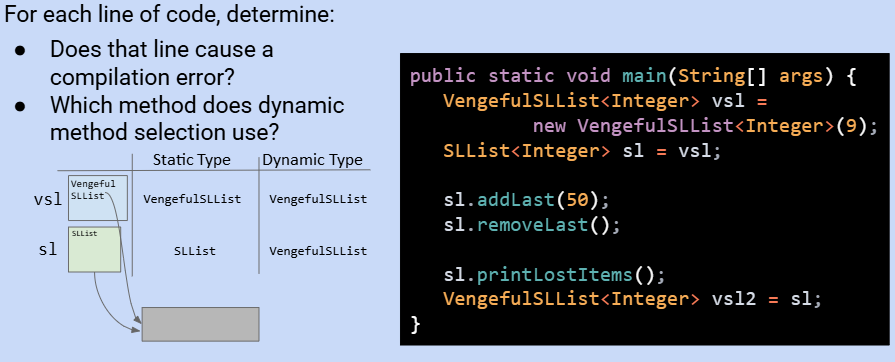 For each line of code, determine:
● Does that line cause a
compilation error?
● Which method does dynamic
method selection use?
Static Type Dynamic Type
vsl Vengeful
SLList VengefulSLList VengefulSLList
sl SLList SLList VengefulSLList
public static void main(String[] args) {
VengefulSLList<Integer> vsl =
new VengefulSLList<Integer>(9);
SLList<Integer> sl = vsl;
sl.addLast(50);
sl.removeLast();
sl.printLostItems();
VengefulSLList<Integer> vsl2 = sl;
}